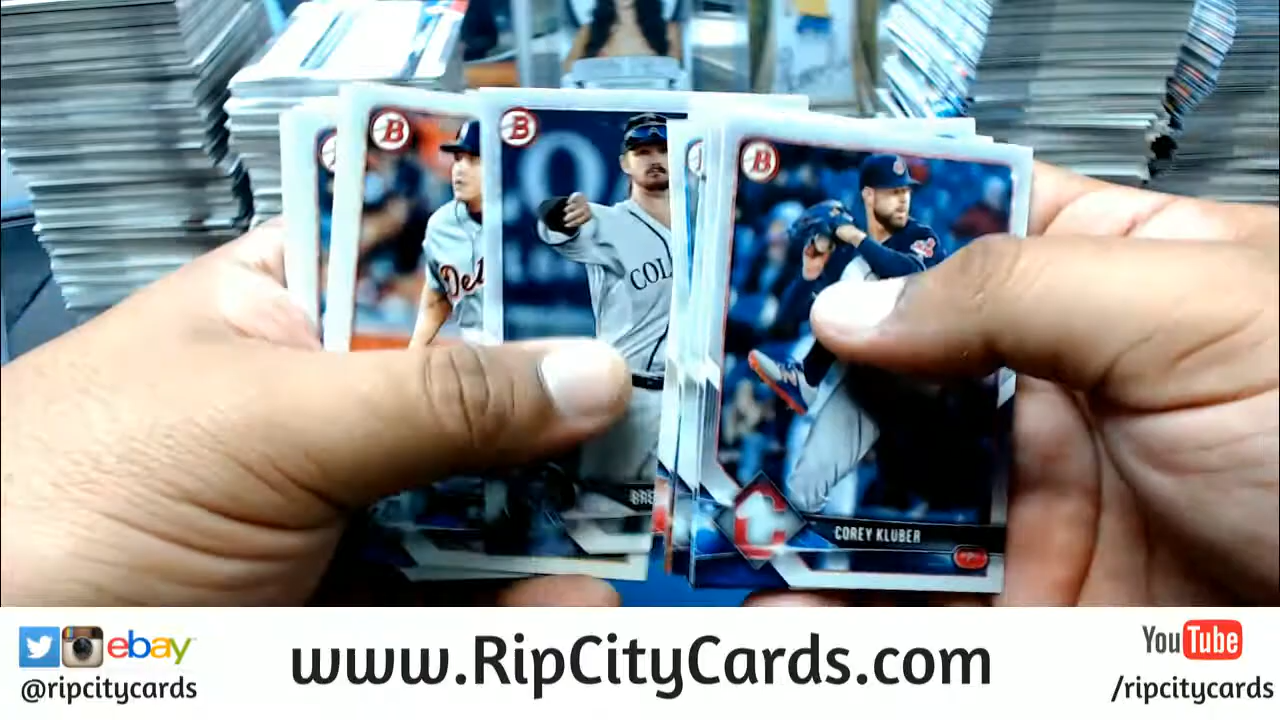 B
B
B
Det
COL
C
COREY KLUBER
ebay
@ripcitycards
www.RipCityCards.com
YouTube
/ripcitycards